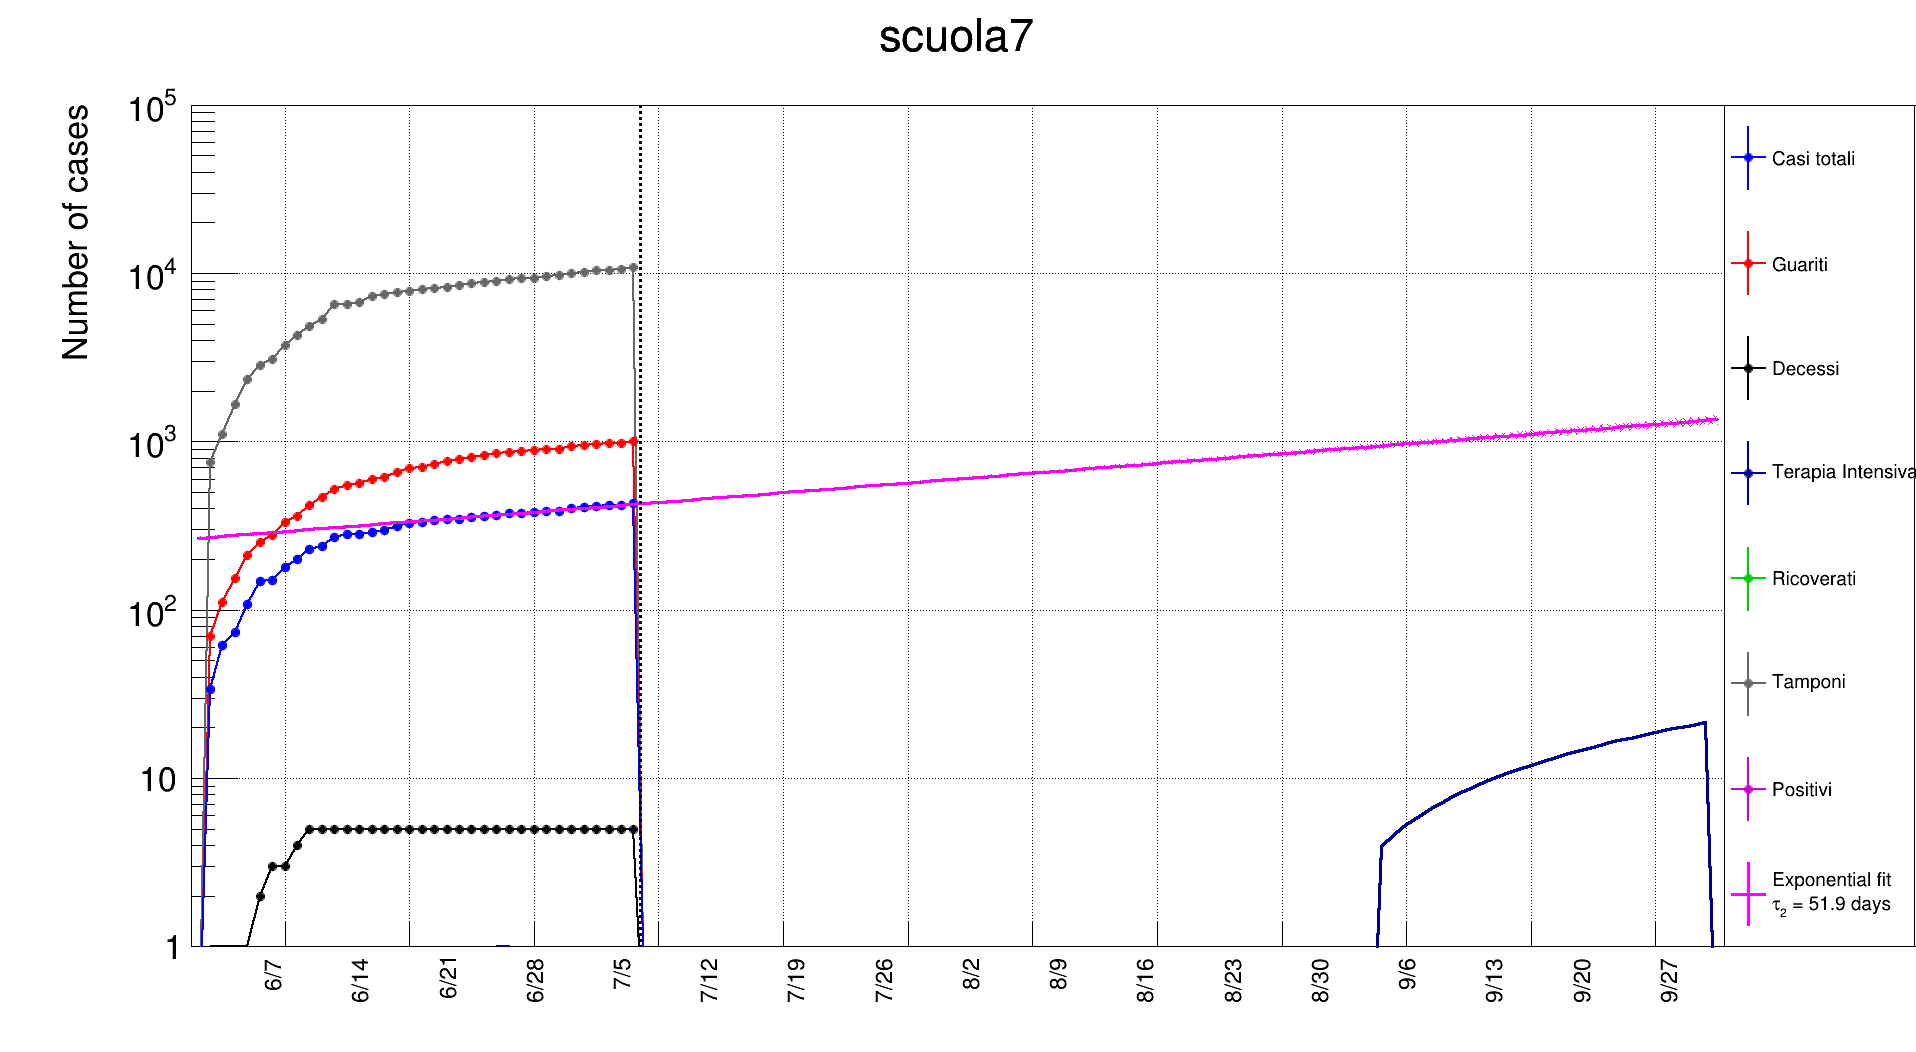 scuola7
Number of cases
10^5
10^4
10^3
10^2
10
1
6/7
6/14
6/21
6/28
7/5
7/12
7/19
7/26
8/2
8/9
8/16
8/23
8/30
9/6
9/13
9/20
9/27
Casi totali
Guariti
Decessi
Terapia Intensiva
Ricoverati
Tamponi
Positivi
Exponential fit
τ₂ = 51.9 days